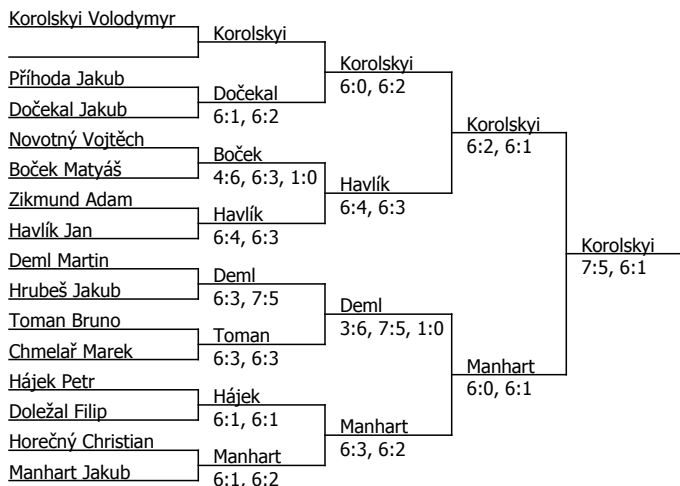 Korolskyi Volodymyr
Příhoda Jakub
Dočekal Jakub
Novotný Vojtěch
Boček Matyáš
Zikmund Adam
Havlík Jan
Deml Martin
Hrubeš Jakub
Toman Bruno
Chmelař Marek
Hájek Petr
Doležal Filip
Horečný Christian
Manhart Jakub
Korolskyi
Dočekal
6:1, 6:2
Boček
4:6, 6:3, 1:0
Havlík
6:4, 6:3
Deml
6:3, 7:5
Toman
6:3, 6:3
Hájek
6:1, 6:1
Manhart
6:1, 6:2
Korolskyi
6:0, 6:2
Havlík
6:4, 6:3
Deml
3:6, 7:5, 1:0
Manhart
6:3, 6:2
Korolskyi
6:2, 6:1
Manhart
6:0, 6:1
Korolskyi
7:5, 6:1